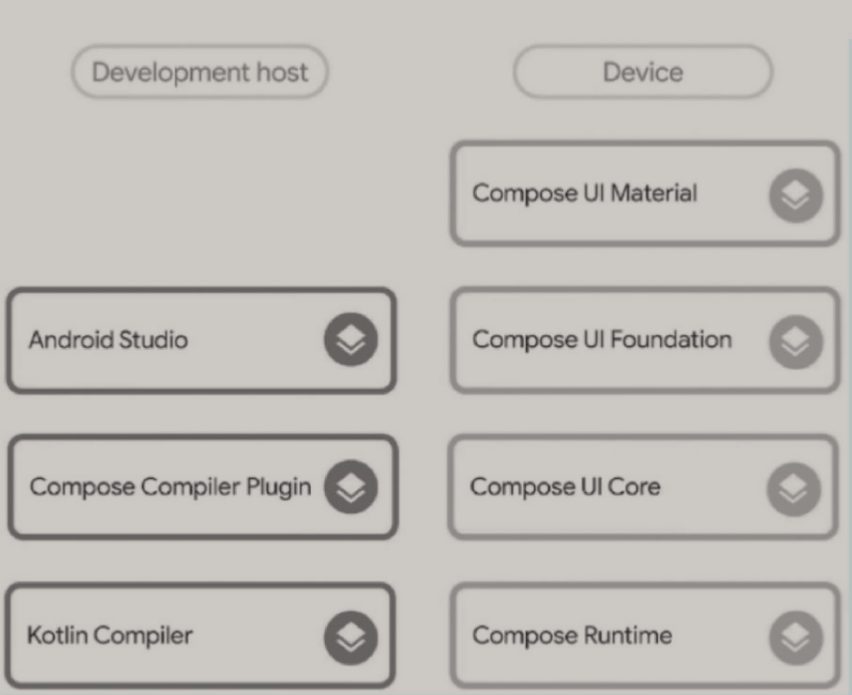 Development host
Device
Compose UI Material
Android Studio
Compose UI Foundation
Compose Compiler Plugin
Compose UI Core
Kotlin Compiler
Compose Runtime